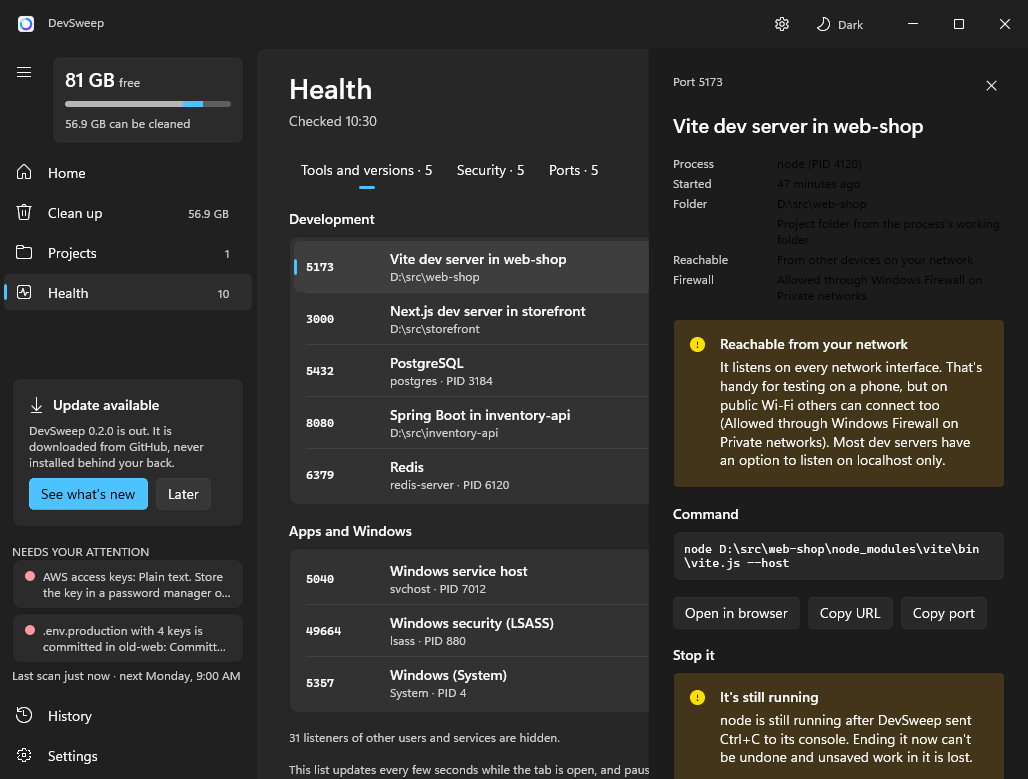 DevSweep
Dark
81 GB free
56.9 GB can be cleaned
Home
Clean up 56.9 GB
Projects 1
Health 10
Update available
DevSweep 0.2.0 is out. It is
downloaded from GitHub, never
installed behind your back.
See what's new
Later
NEEDS YOUR ATTENTION
AWS access keys: Plain text. Store
the key in a password manager o...
.env.production with 4 keys is
committed in old-web: Committ...
Last scan just now · next Monday, 9:00 AM
History
Settings
Health
Checked 10:30
Tools and versions · 5
Security · 5
Ports · 5
Development
5173
Vite dev server in web-shop
D:\src\web-shop
3000
Next.js dev server in storefront
D:\src\storefront
5432
PostgreSQL
postgres · PID 3184
8080
Spring Boot in inventory-api
D:\src\inventory-api
6379
Redis
redis-server · PID 6120
Apps and Windows
5040
Windows service host
svchost · PID 7012
49664
Windows security (LSASS)
lsass · PID 880
5357
Windows (System)
System · PID 4
31 listeners of other users and services are hidden.
This list updates every few seconds while the tab is open, and paus
Port 5173
Vite dev server in web-shop
Process node (PID 4120)
Started 47 minutes ago
Folder D:\src\web-shop
Project folder from the process's working
folder.
Reachable From other devices on your network
Firewall Allowed through Windows Firewall on
Private networks
Reachable from your network
It listens on every network interface. That's
handy for testing on a phone, but on
public Wi-Fi others can connect too
(Allowed through Windows Firewall on
Private networks). Most dev servers have
an option to listen on localhost only.
Command
node D:\src\web-shop\node_modules\vite\bin
\vite.js --host
Open in browser
Copy URL
Copy port
Stop it
It's still running
node is still running after DevSweep sent
Ctrl+C to its console. Ending it now can't
be undone and unsaved work in it is lost.